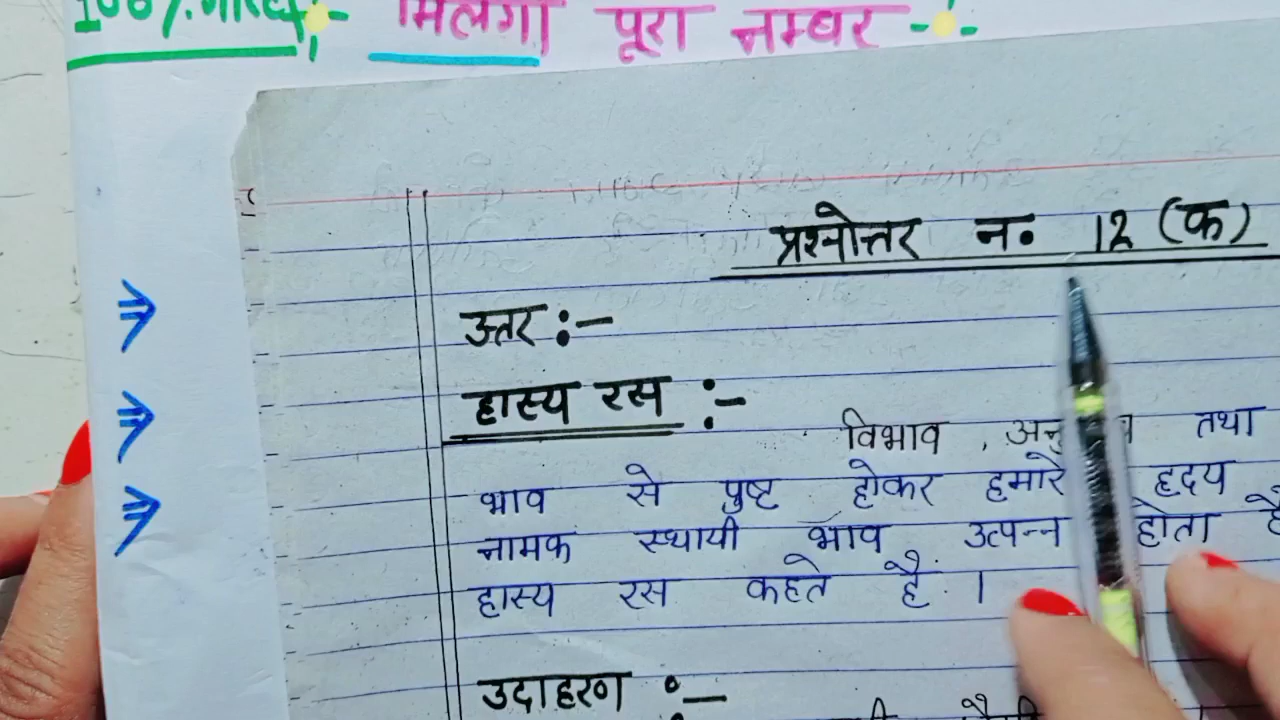 100%. मिलेगा पूरा नम्बर
प्रश्नोत्तर न॰ 12 (क)
उत्तर :-
हास्य रस :-
विभाव , तथा
भाव से पुष्ट होकर हमारे हृदय
नामक स्थायी भाव उत्पन्न होता है
हास्य रस कहते है ।
उदाहरण :-